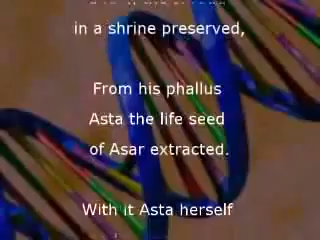 in a shrine preserved,
From his phallus
Asta the life seed
of Asar extracted.
With it Asta herself